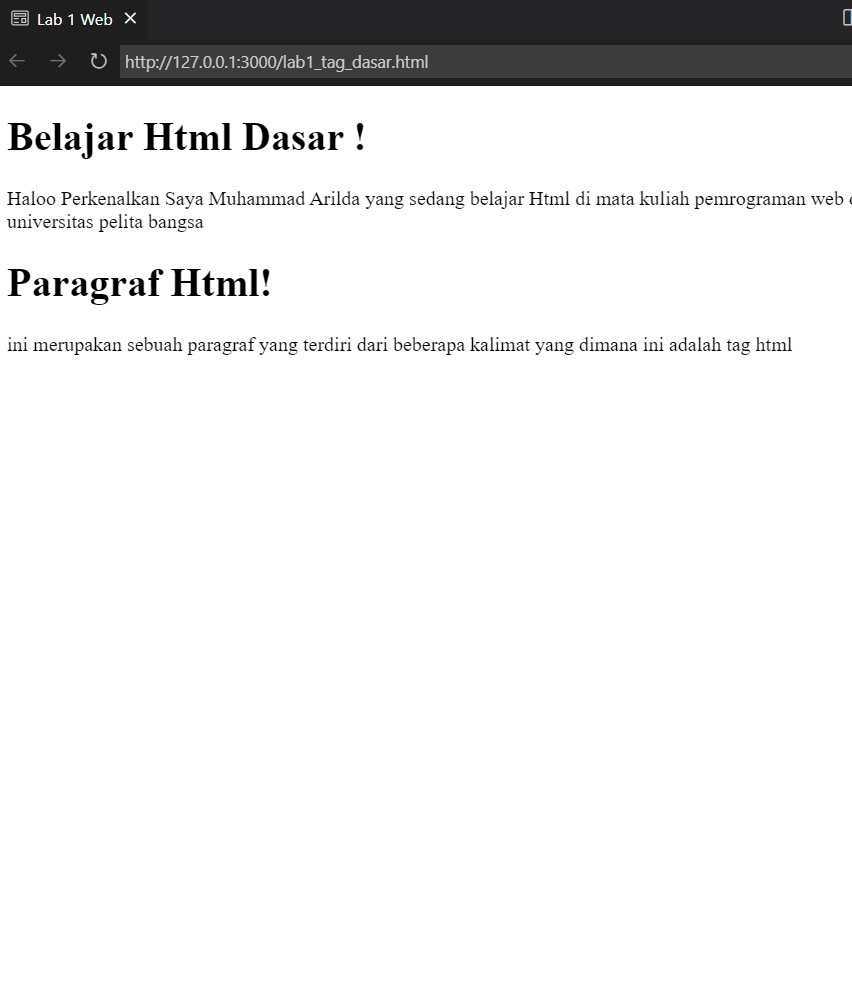 Lab 1 Web
http://127.0.0.1:3000/lab1_tag_dasar.html
Belajar Html Dasar !
Haloo Perkenalkan Saya Muhammad Arilda yang sedang belajar Html di mata kuliah pemrograman web
universitas pelita bangsa
Paragraf Html!
ini merupakan sebuah paragraf yang terdiri dari beberapa kalimat yang dimana ini adalah tag html